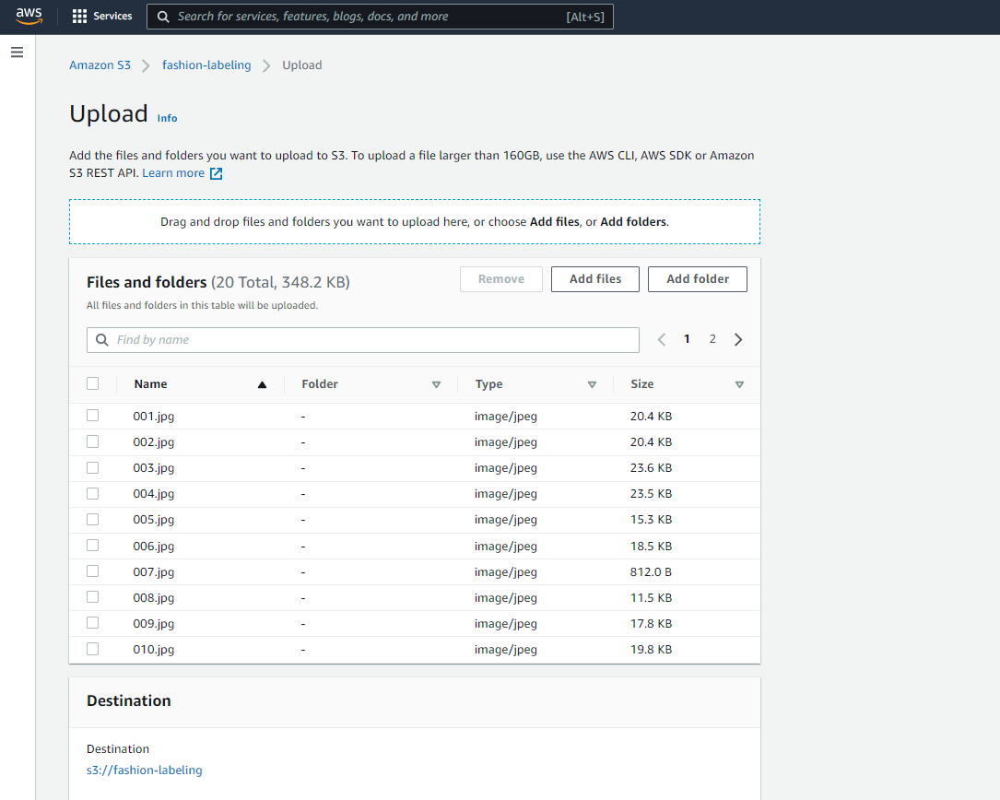 aws Services Search for services, features, blogs, docs, and more [Alt+S]
Amazon S3 > fashion-labeling > Upload
Upload Info
Add the files and folders you want to upload to S3. To upload a file larger than 160GB, use the AWS CLI, AWS SDK or Amazon
S3 REST API. Learn more
Drag and drop files and folders you want to upload here, or choose Add files, or Add folders.
Files and folders (20 Total, 348.2 KB) Remove Add files Add folder
All files and folders in this table will be uploaded.
Find by name < 1 2 >
Name Folder Type Size
001.jpg - image/jpeg 20.4 KB
002.jpg - image/jpeg 20.4 KB
003.jpg - image/jpeg 23.6 KB
004.jpg - image/jpeg 23.5 KB
005.jpg - image/jpeg 15.3 KB
006.jpg - image/jpeg 18.5 KB
007.jpg - image/jpeg 812.0 B
008.jpg - image/jpeg 11.5 KB
009.jpg - image/jpeg 17.8 KB
010.jpg - image/jpeg 19.8 KB
Destination
Destination
s3://fashion-labeling